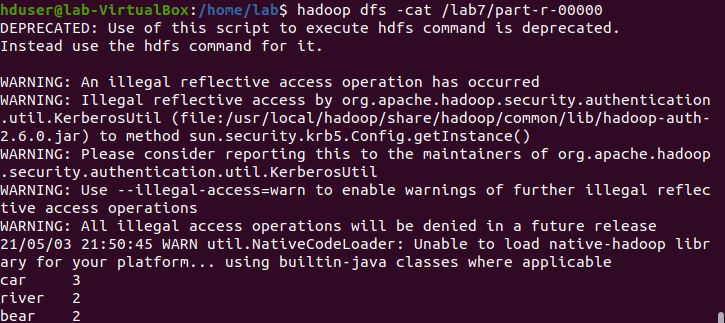 hduser@lab-VirtualBox:/home/lab$ hadoop dfs -cat /lab7/part-r-00000
DEPRECATED: Use of this script to execute hdfs command is deprecated.
Instead use the hdfs command for it.

WARNING: An illegal reflective access operation has occurred
WARNING: Illegal reflective access by org.apache.hadoop.security.authentication
.util.KerberosUtil (file:/usr/local/hadoop/share/hadoop/common/lib/hadoop-auth-
2.6.0.jar) to method sun.security.krb5.Config.getInstance()
WARNING: Please consider reporting this to the maintainers of org.apache.hadoop
.security.authentication.util.KerberosUtil
WARNING: Use --illegal-access=warn to enable warnings of further illegal reflec
tive access operations
WARNING: All illegal access operations will be denied in a future release
21/05/03 21:50:45 WARN util.NativeCodeLoader: Unable to load native-hadoop libr
ary for your platform... using builtin-java classes where applicable
car     3
river   2
bear    2